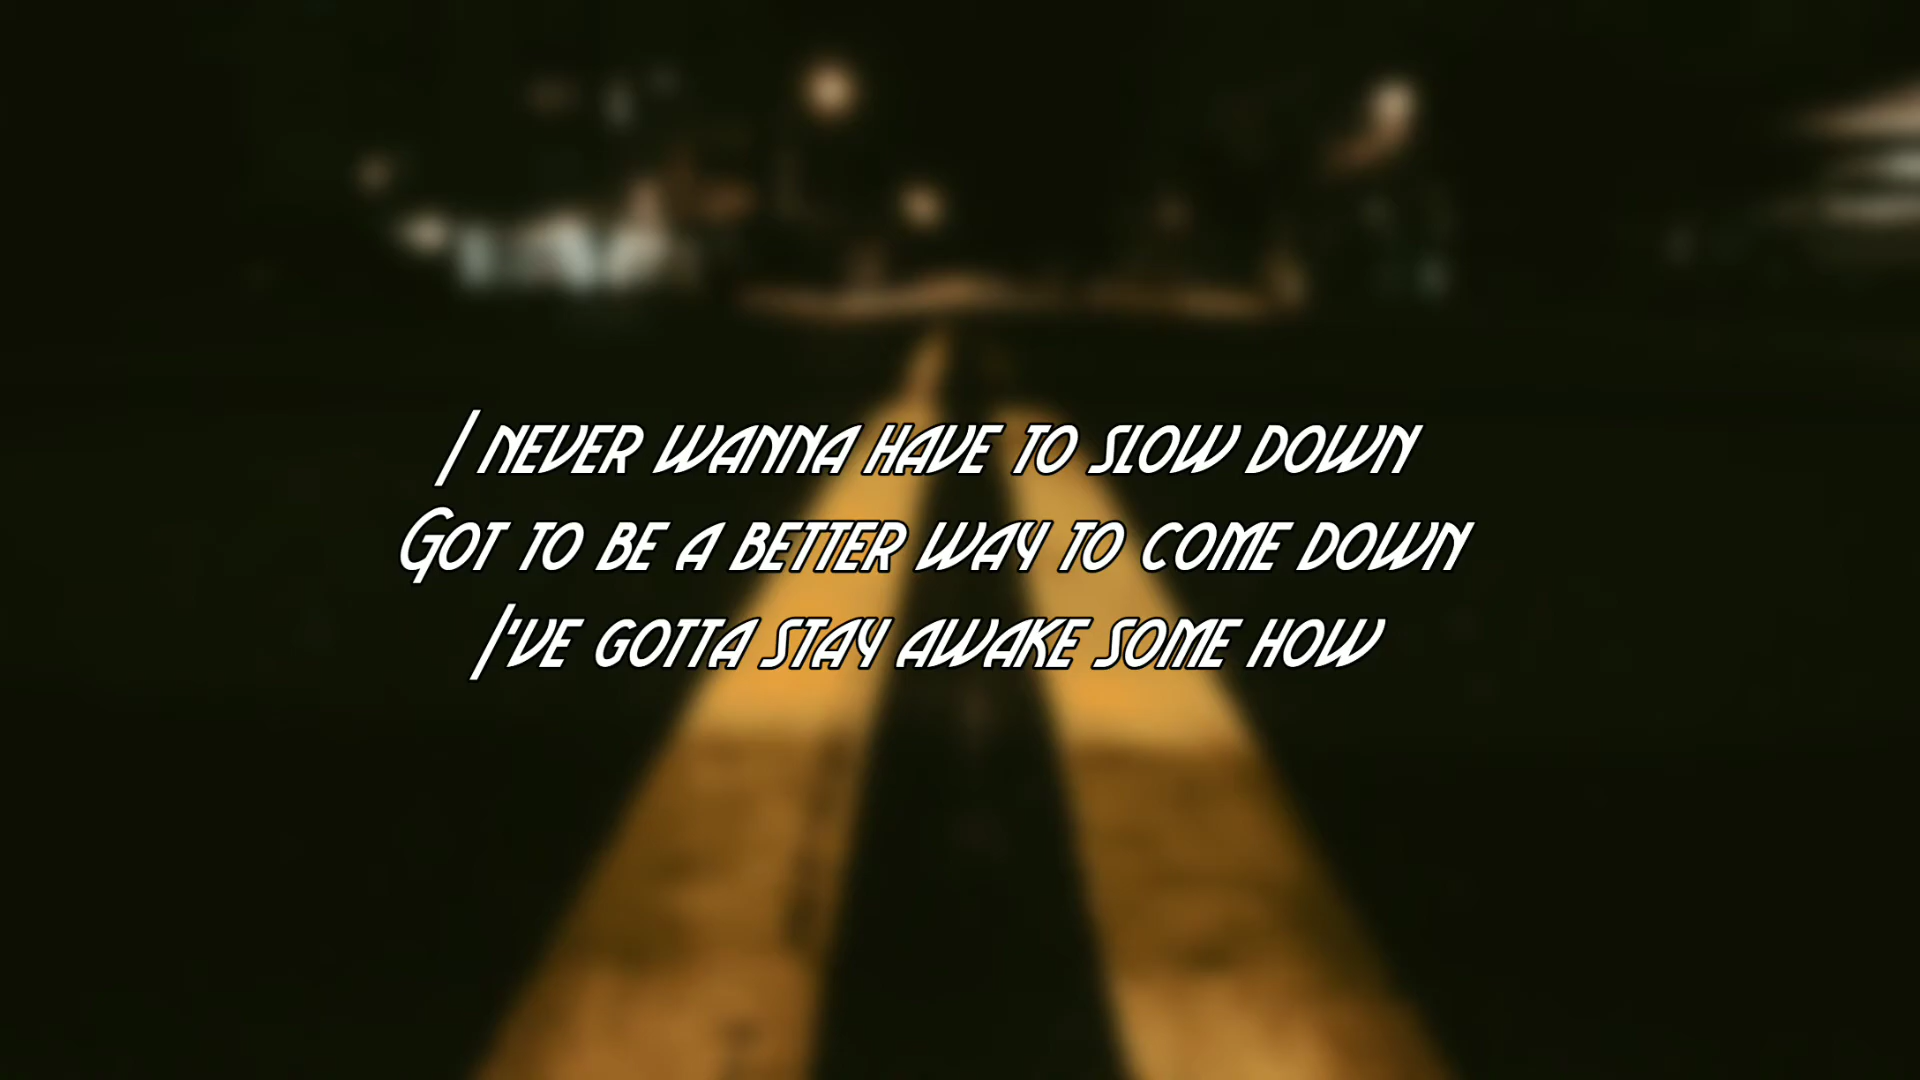 I never wanna have to slow down
Got to be a better way to come down
I've gotta stay awake some how